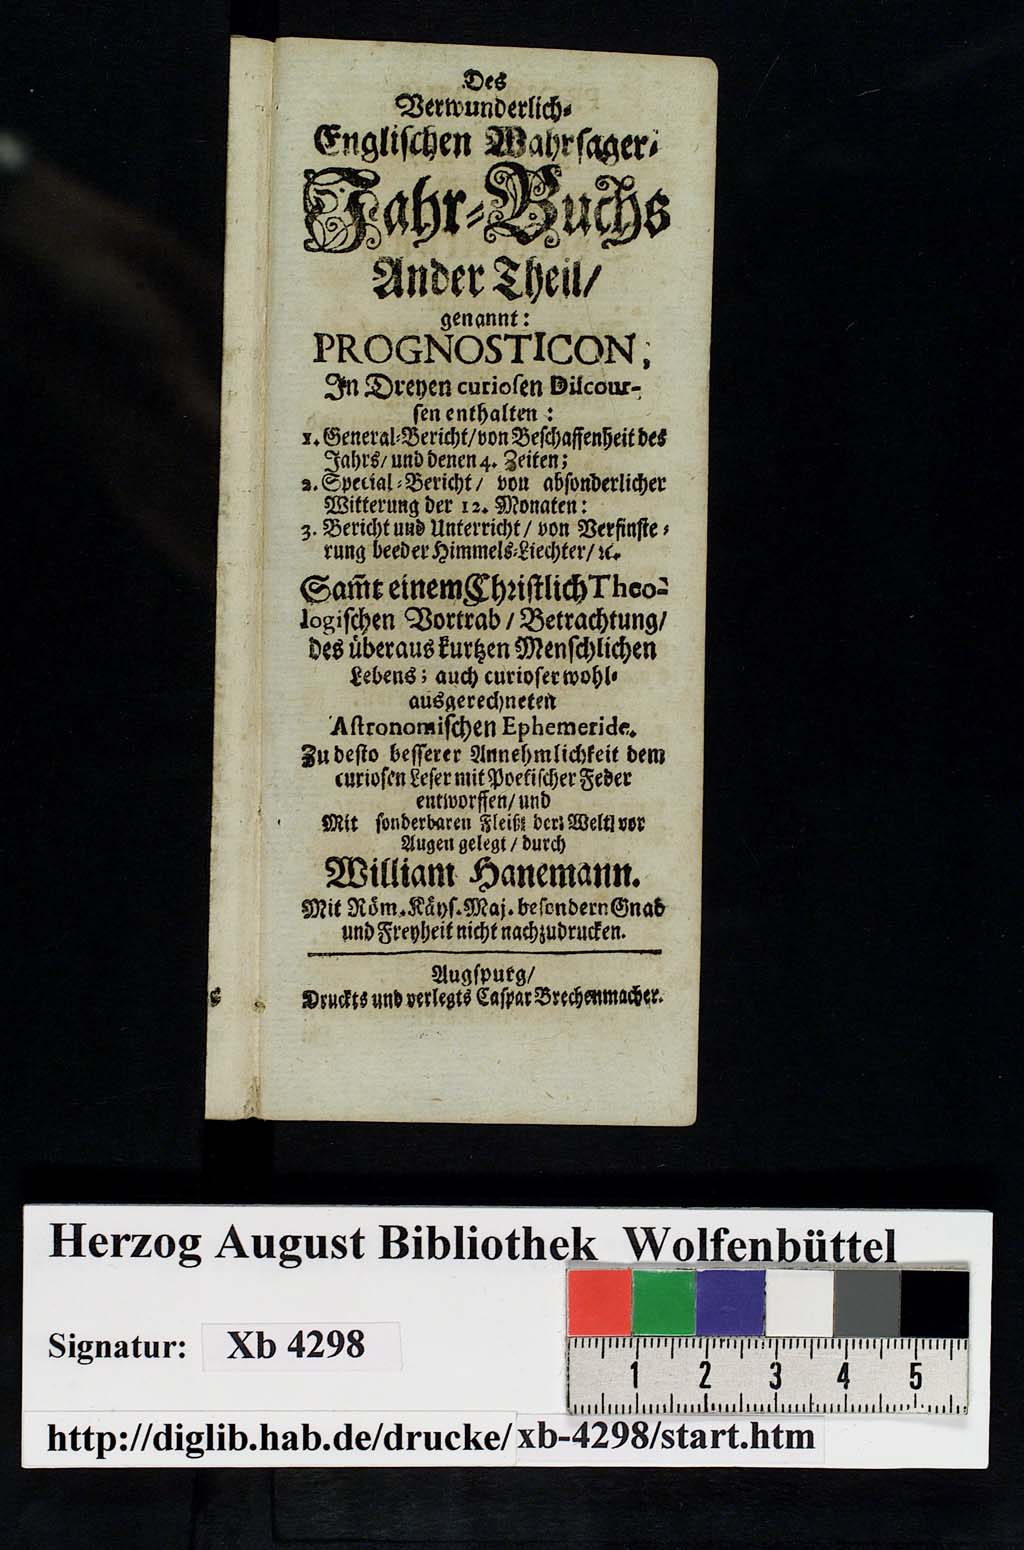 Des
Verwunderlich-
Englischen Wahrsager-
Jahr-Buchs
Ander Theil/
genannt:
PROGNOSTICON,
In Dreyen curiosen Discour-
sen enthalten:
1. General-Bericht/ von Beschaffenheit des
Jahrs/ und denen 4. Zeiten;
2. Special-Bericht/ von absonderlicher
Witterung der 12. Monaten:
3. Bericht und Unterricht/ von Verfinste-
rung beeder Himmels-Liechter/ ꝛc.
Sam̃t einem Christlich Theo-
logischen Vortrab/ Betrachtung/
des überaus kurtzen Menschlichen
Lebens; auch curioser wohl-
ausgerechneten
Astronomischen Ephemeride.
Zu desto besserer Annehmlichkeit dem
curiosen Leser mit Poetischer Feder
entworffen/ und
Mit sonderbaren Fleiß der Welt vor
Augen gelegt/ durch
William Hanemann.
Mit Röm. Käys. Maj. besondern Gnad
und Freyheit nicht nachzudrucken.
Augspurg/
Druckts und verlegts Caspar Brechenmacher.
Herzog August Bibliothek Wolfenbüttel
Signatur: Xb 4298
1 2 3 4 5
http://diglib.hab.de/drucke/xb-4298/start.htm